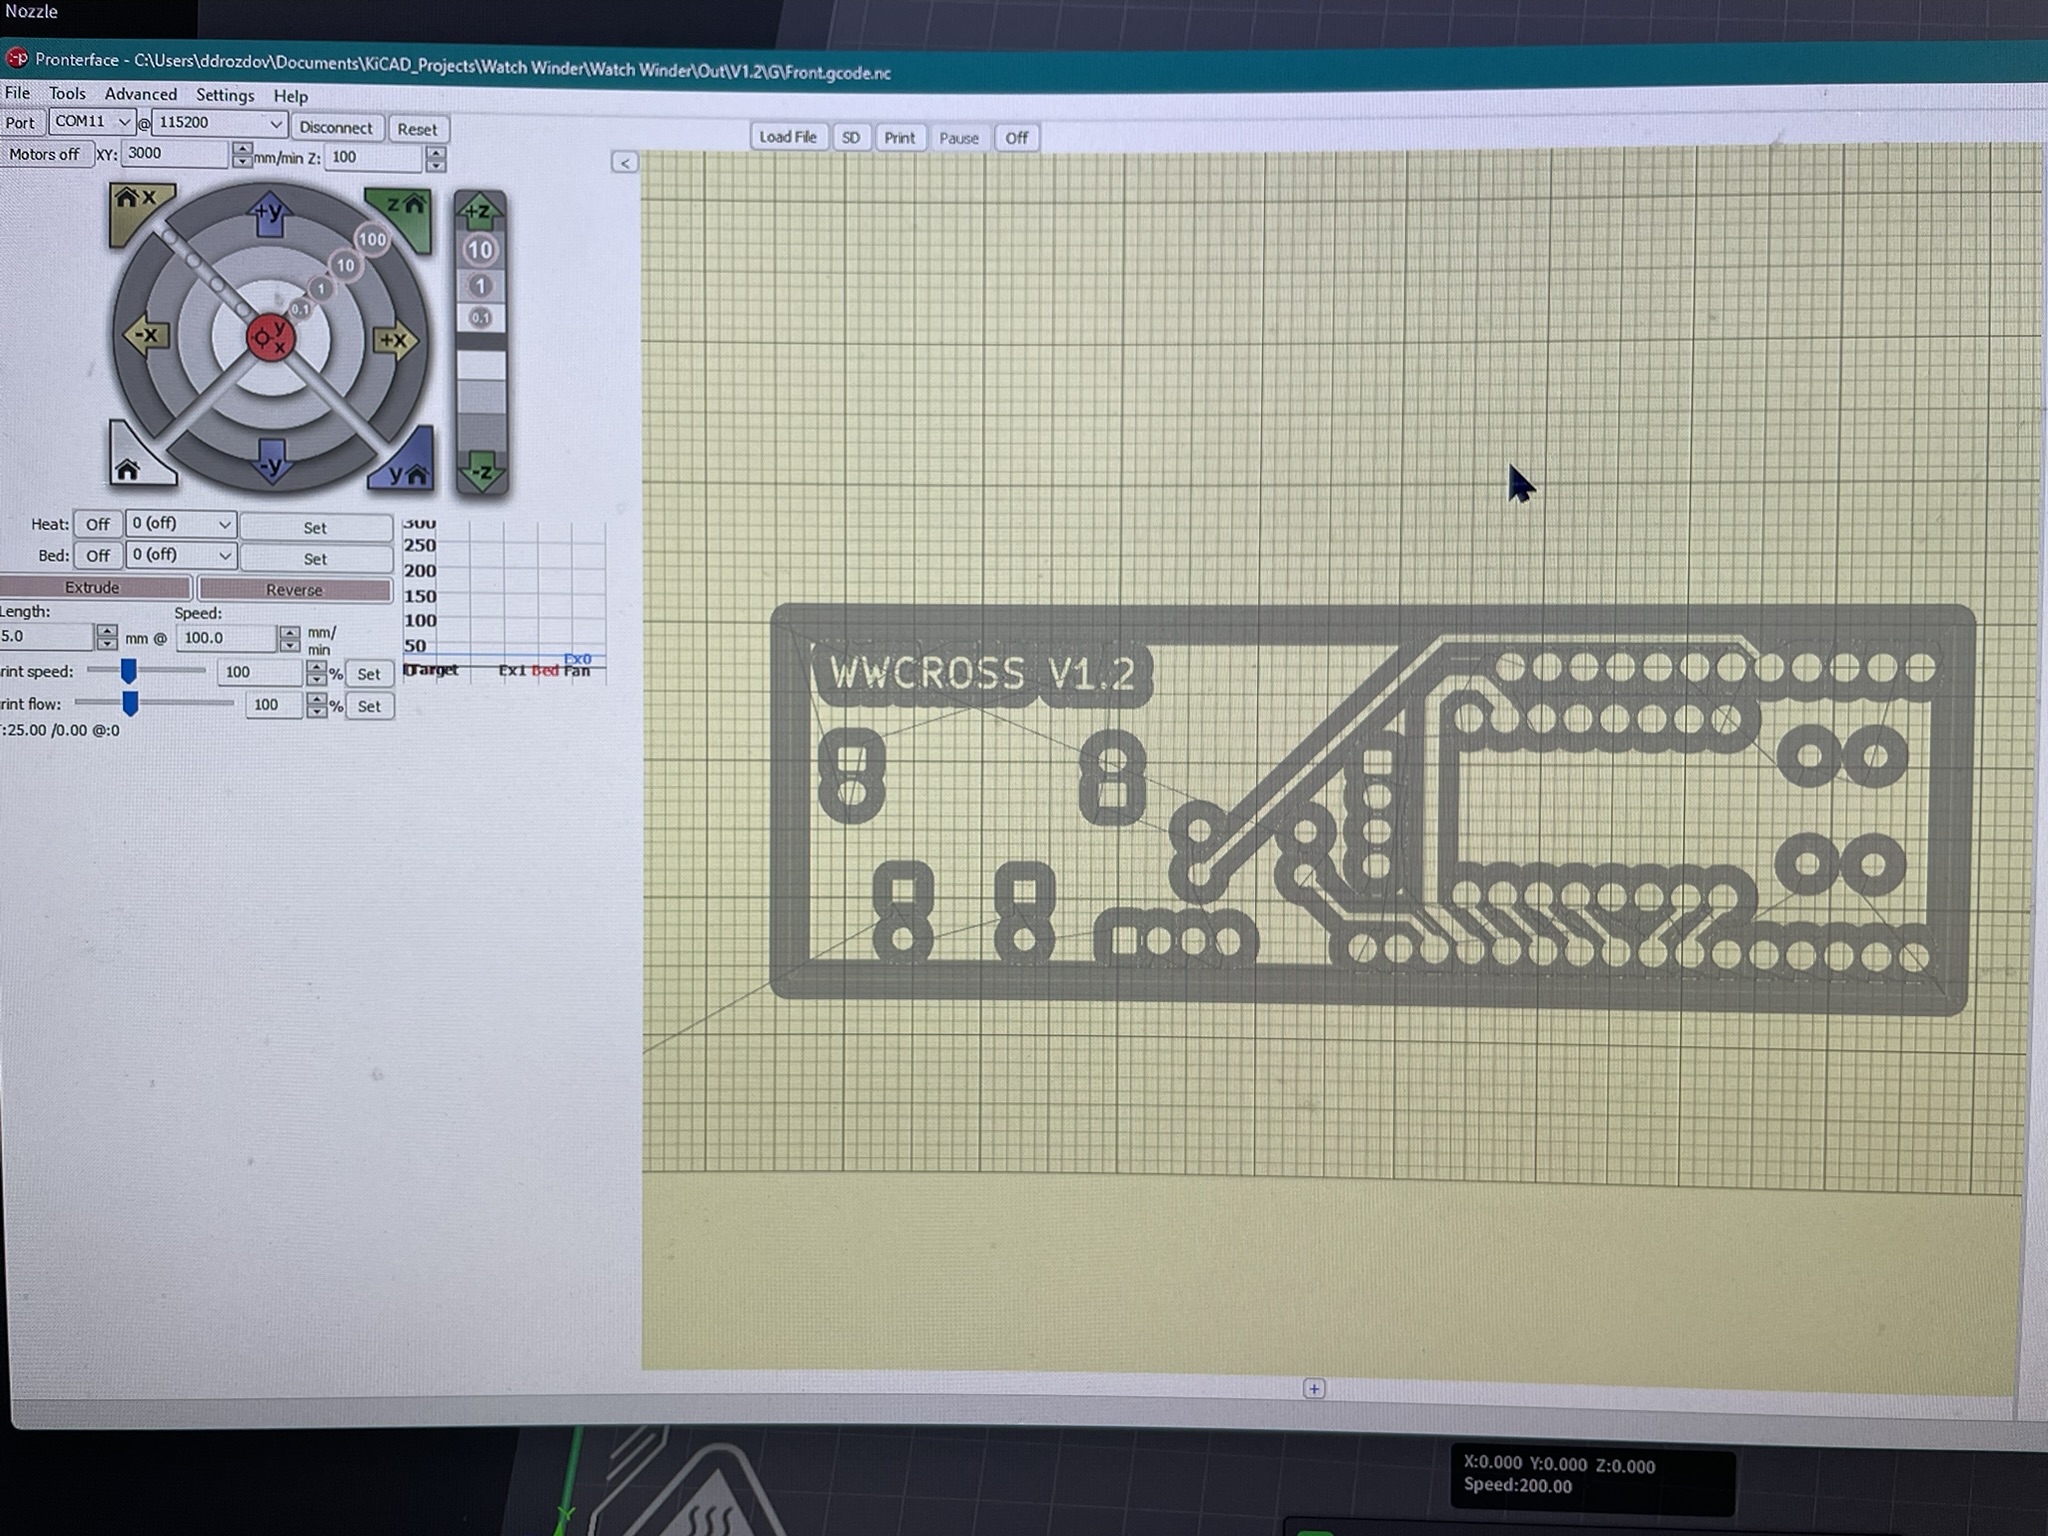 Nozzle
Pronterface - C:\Users\ddrozdov\Documents\KiCAD_Projects\Watch Winder\Watch Winder\Out\V1.2\G\Front.gcode.nc
File Tools Advanced Settings Help
Port COM11 @ 115200 Disconnect Reset
Load File SD Print Pause Off
Motors off XY: 3000 mm/min Z: 100
<
x +y z +z
100 10
10 1
1 0.1
0.1
-x y x +x
-y y -z
Heat: Off 0 (off) Set
Bed: Off 0 (off) Set
Extrude Reverse
Length: Speed:
5.0 mm @ 100.0 mm/
min
rint speed: 100 % Set
rint flow: 100 % Set
:25.00 /0.00 @:0
300
250
200
150
100
50
Ex0
Target Ex1 Bed Fan
WWCROSS V1.2
+
X:0.000 Y:0.000 Z:0.000
Speed:200.00
Y